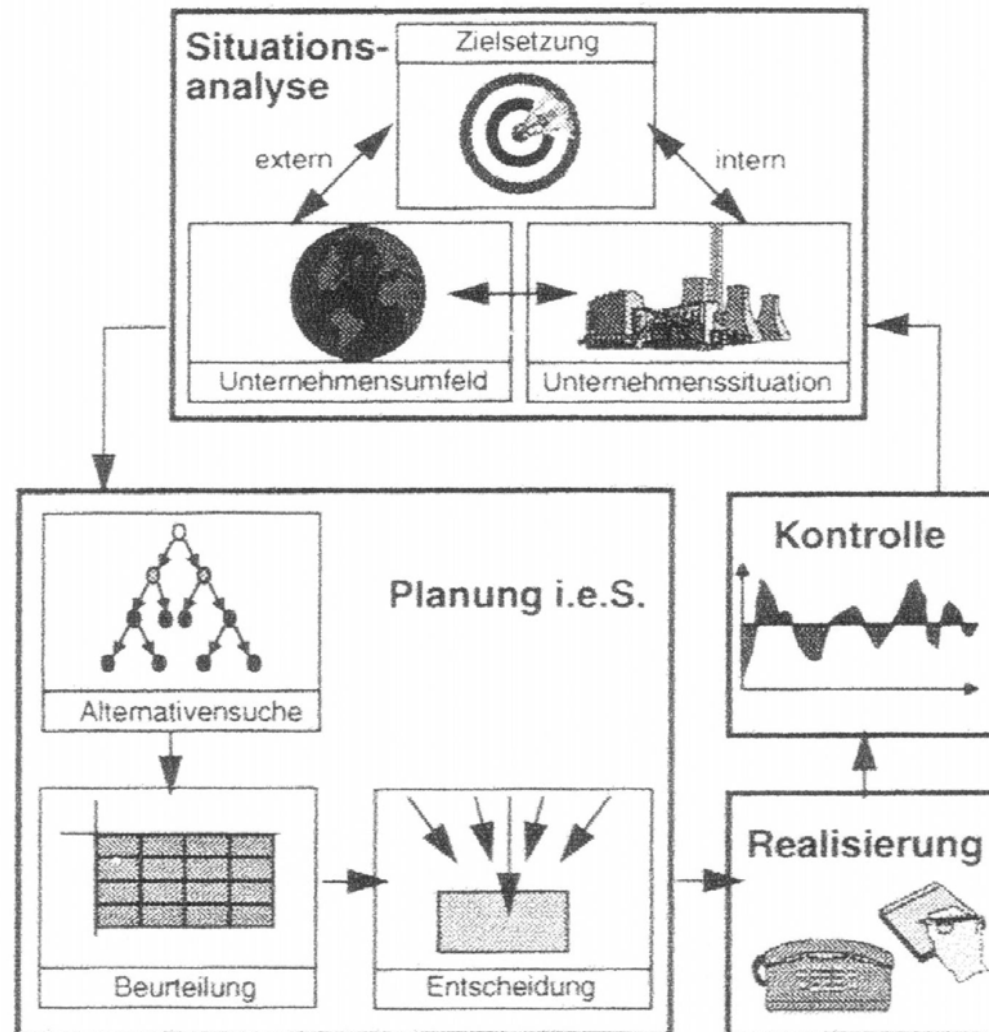 Situations-
analyse
Zielsetzung
extern
intern
Unternehmensumfeld
Unternehmenssituation
Planung i.e.S.
Alternativensuche
Beurteilung
Entscheidung
Kontrolle
Realisierung